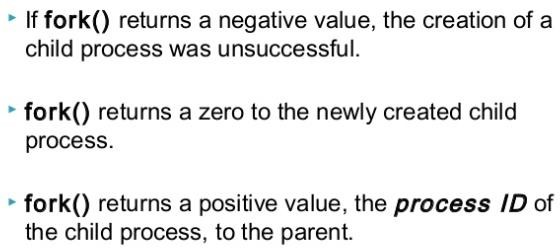 If fork() returns a negative value, the creation of a
child process was unsuccessful.
fork() returns a zero to the newly created child
process.
fork() returns a positive value, the process ID of
the child process, to the parent.